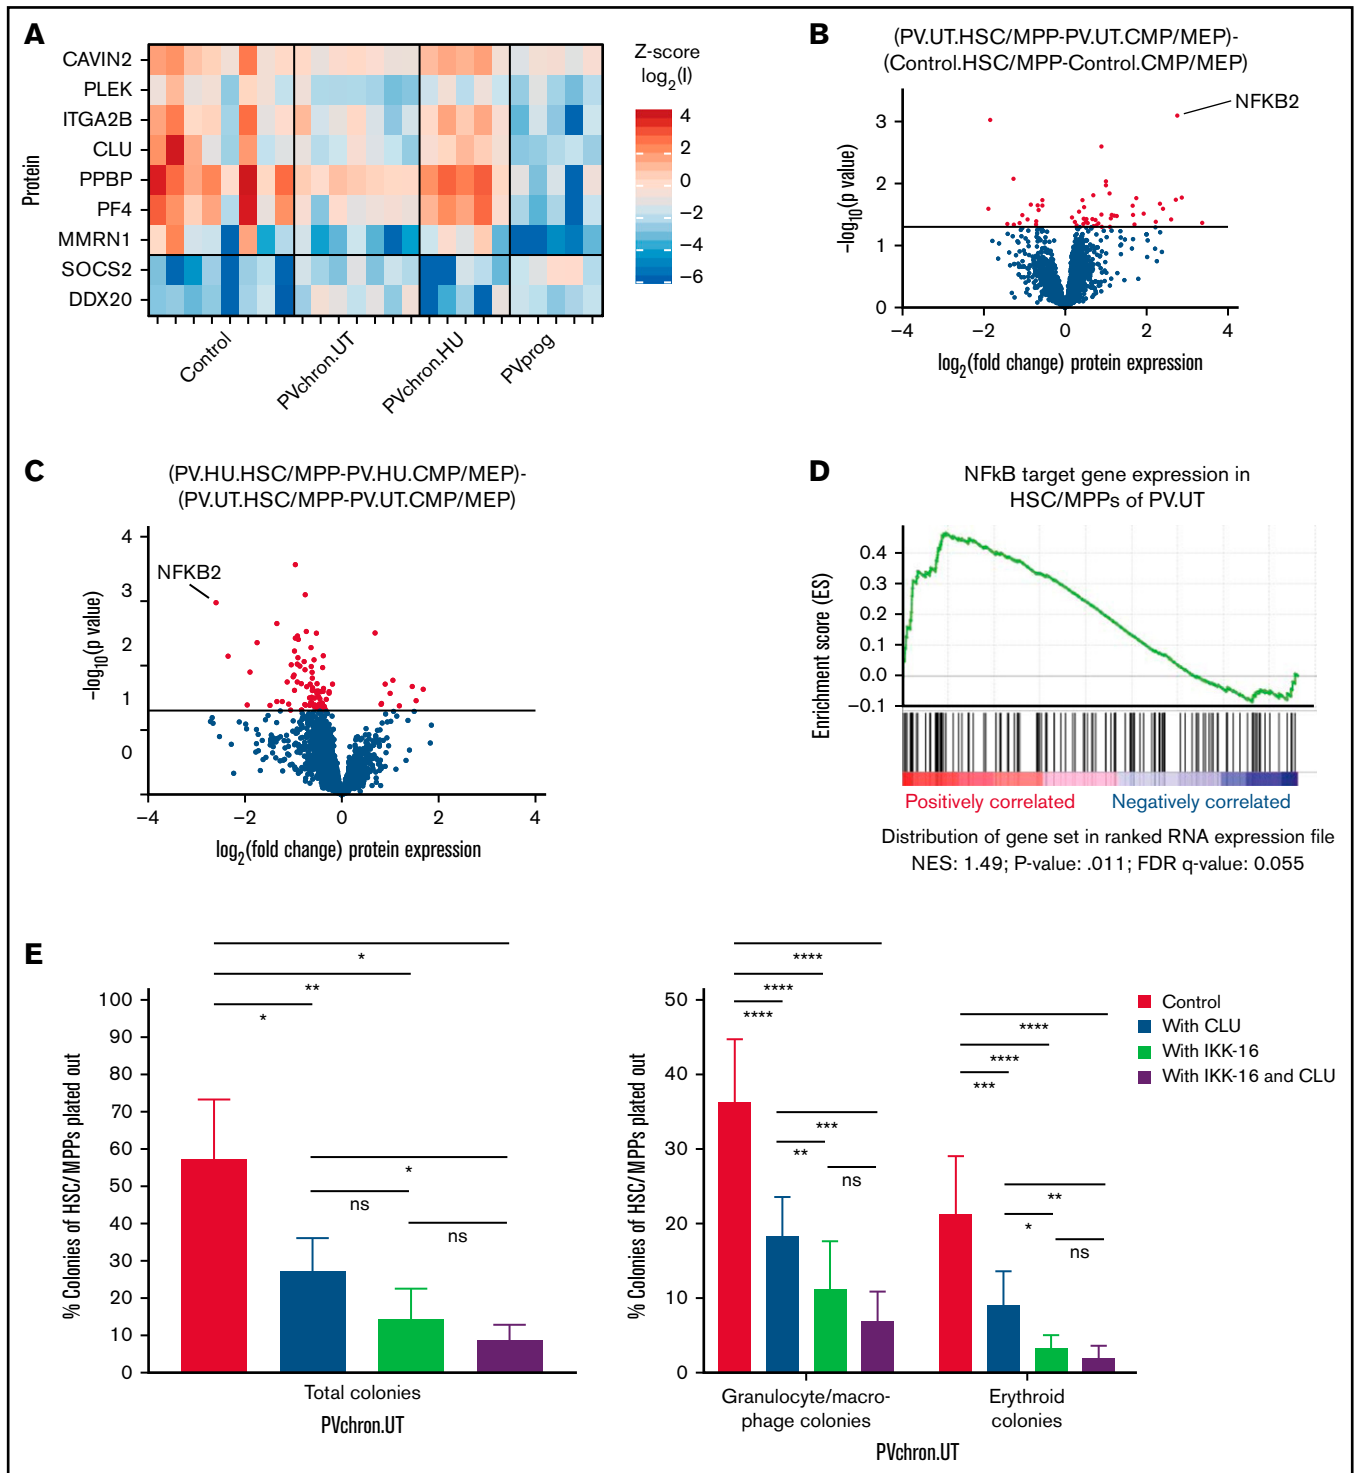 A
CAVIN2
PLEK
ITGA2B
CLU
PPBP
PF4
MMRN1
SOCS2
DDX20
Protein
Control
PVchron.UT
PVchron.HU
PVprog
Z-score
log2(I)
4
2
0
−2
−4
−6
B
(PV.UT.HSC/MPP-PV.UT.CMP/MEP)-
(Control.HSC/MPP-Control.CMP/MEP)
NFKB2
3
2
1
0
−log10(p value)
−4
−2
0
2
4
log2(fold change) protein expression
C
(PV.HU.HSC/MPP-PV.HU.CMP/MEP)-
(PV.UT.HSC/MPP-PV.UT.CMP/MEP)
NFKB2
4
3
2
1
0
−log10(p value)
−4
−2
0
2
4
log2(fold change) protein expression
D
NFkB target gene expression in
HSC/MPPs of PV.UT
0.4
0.3
0.2
0.1
0.0
−0.1
Enrichment score (ES)
Positively correlated
Negatively correlated
Distribution of gene set in ranked RNA expression file
NES: 1.49; P-value: .011; FDR q-value: 0.055
E
*
**
*
100
90
80
70
60
50
40
30
20
10
0
% Colonies of HSC/MPPs plated out
*
ns
ns
Total colonies
PVchron.UT
****
****
****
50
40
30
20
10
0
% Colonies of HSC/MPPs plated out
***
**
ns
****
****
***
**
*
ns
Granulocyte/macro-
phage colonies
Erythroid
colonies
PVchron.UT
Control
With CLU
With IKK-16
With IKK-16 and CLU